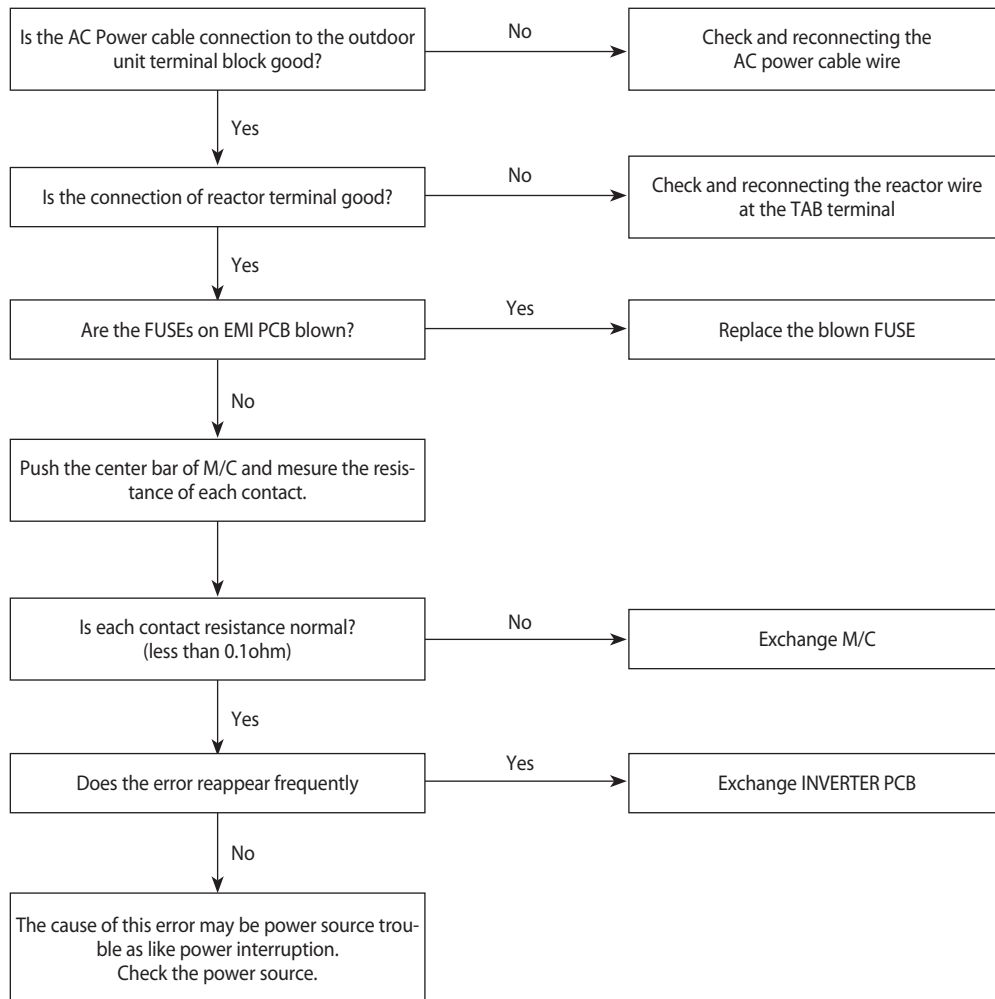 Is the AC Power cable connection to the outdoor
unit terminal block good?
No
Check and reconnecting the
AC power cable wire
Yes
Is the connection of reactor terminal good?
No
Check and reconnecting the reactor wire
at the TAB terminal
Yes
Are the FUSEs on EMI PCB blown?
Yes
Replace the blown FUSE
No
Push the center bar of M/C and mesure the resis-
tance of each contact.
Is each contact resistance normal?
(less than 0.1ohm)
No
Exchange M/C
Yes
Does the error reappear frequently
Yes
Exchange INVERTER PCB
No
The cause of this error may be power source trou-
ble as like power interruption.
Check the power source.